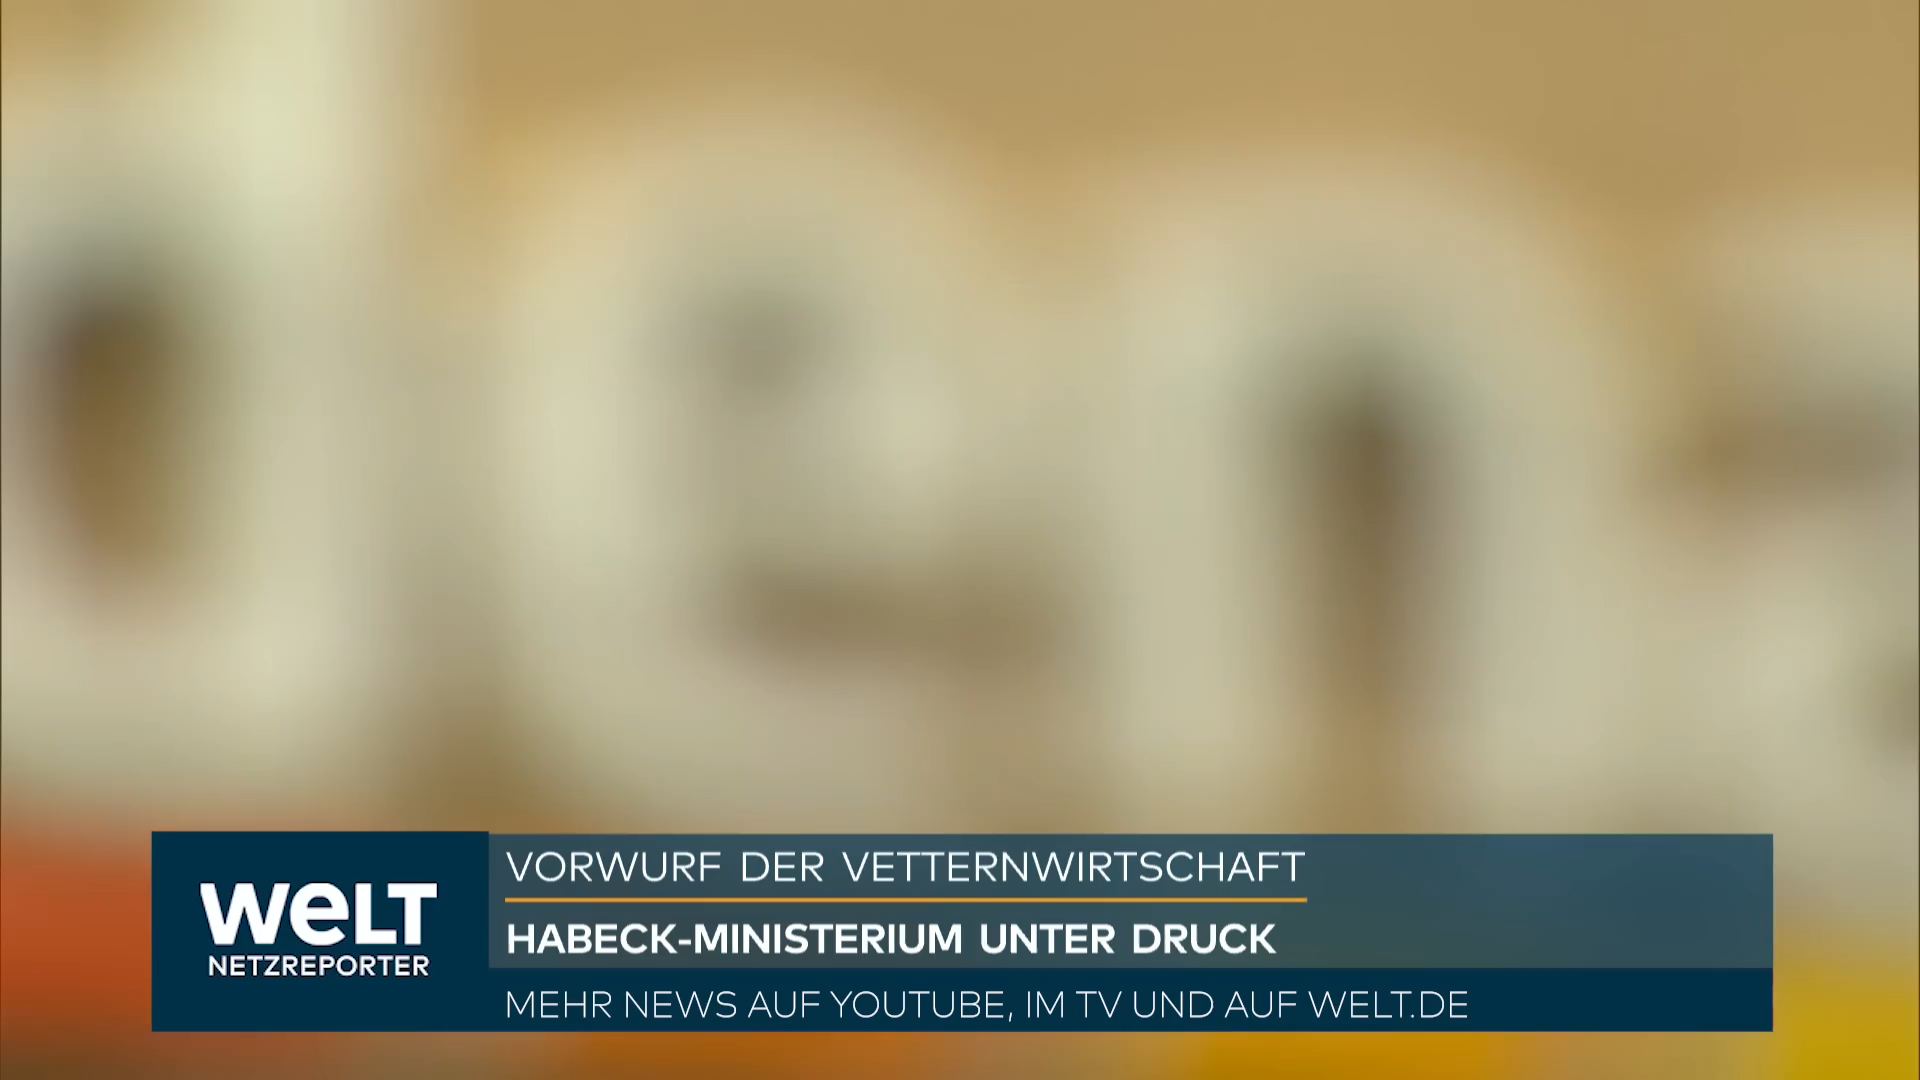 den
VORWURF DER VETTERNWIRTSCHAFT
HABECK-MINISTERIUM UNTER DRUCK
WELT
NETZREPORTER
MEHR NEWS AUF YOUTUBE, IM TV UND AUF WELT.DE